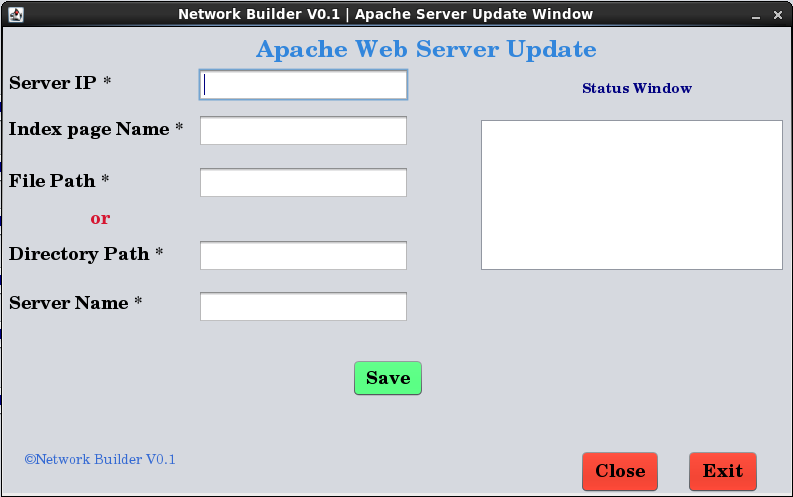 Network Builder V0.1 | Apache Server Update Window
Apache Web Server Update
Server IP *
Status Window
Index page Name *
File Path *
or
Directory Path *
Server Name *
Save
©Network Builder V0.1
Close
Exit